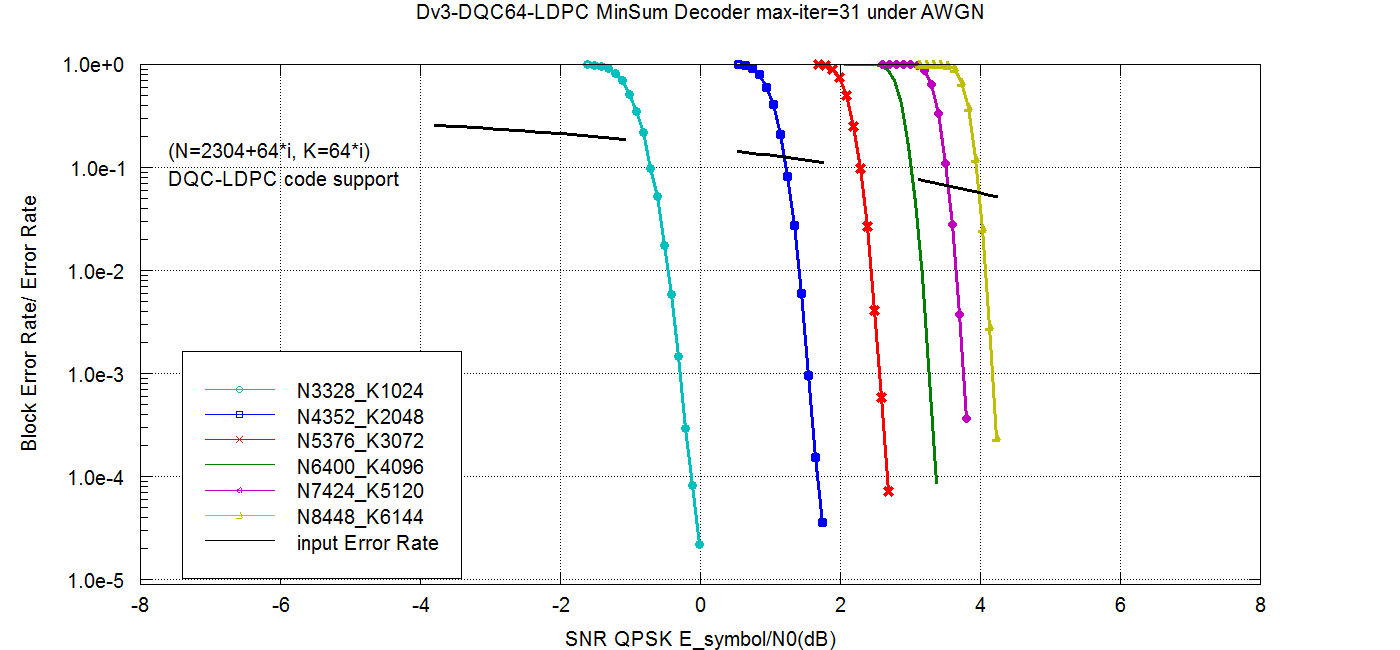 Dv3-DQC64-LDPC MinSum Decoder max-iter=31 under AWGN
1.0e+0
(N=2304+64*i, K=64*i)
1.0e-1
DQC-LDPC code support
Block Error Rate/ Error Rate
1.0e-2
1.0e-3
N3328_K1024
N4352_K2048
N5376_K3072
N6400_K4096
1.0e-4
N7424_K5120
N8448_K6144
input Error Rate
1.0e-5
-8 -6 -4 -2 0 2 4 6 8
SNR QPSK E_symbol/N0(dB)